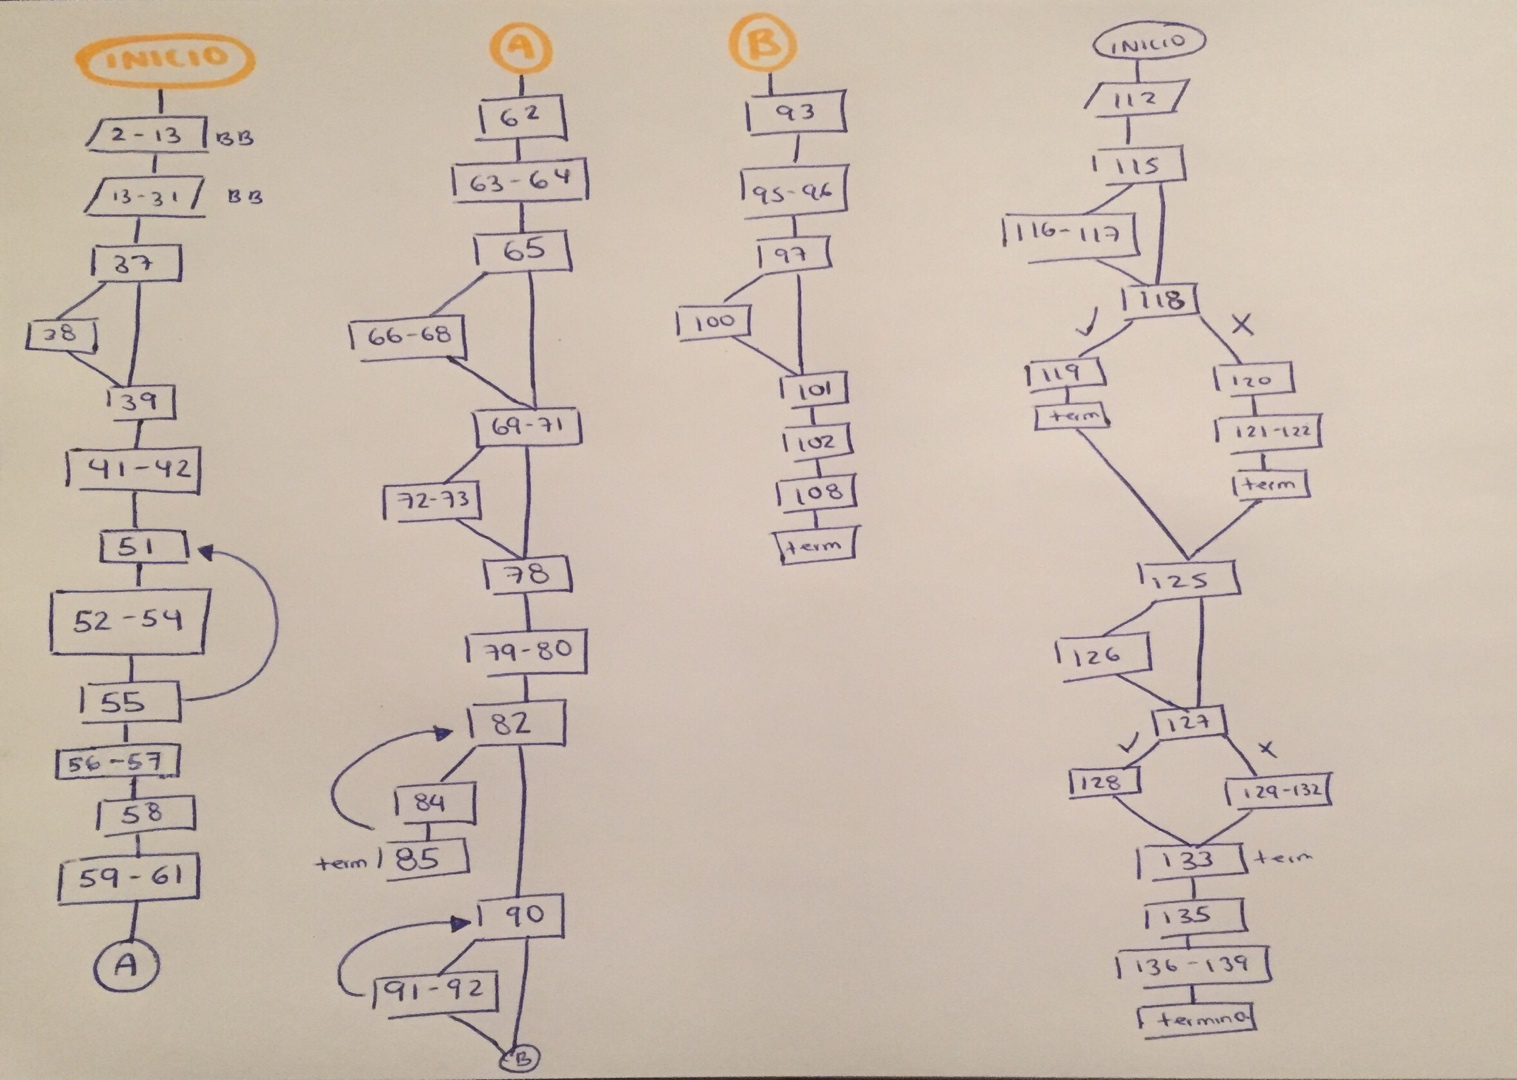 INICIO
2-13 BB
13-31 BB
37
38
39
41-42
51
52-54
55
56-57
58
59-61
A
A
62
63-64
65
66-68
69-71
72-73
78
79-80
82
84
term 85
90
91-92
B
B
93
95-96
97
100
101
102
108
term
INICIO
112
115
116-117
118
✓ x
119 120
term 121-122
term
125
126
127
✓ x
128 129-132
133 term
135
136-139
termina